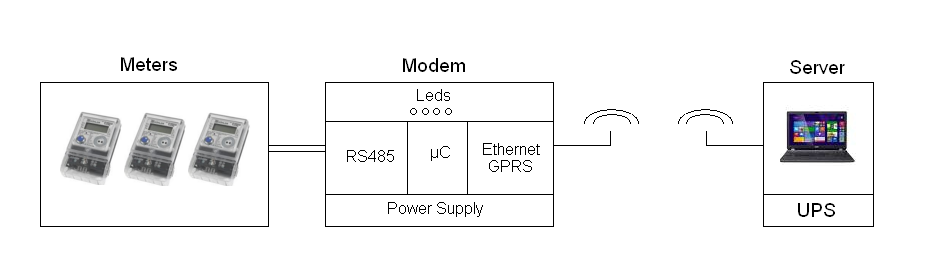 Meters
Modem
Server
Leds
RS485
µC
Ethernet
GPRS
Power Supply
UPS